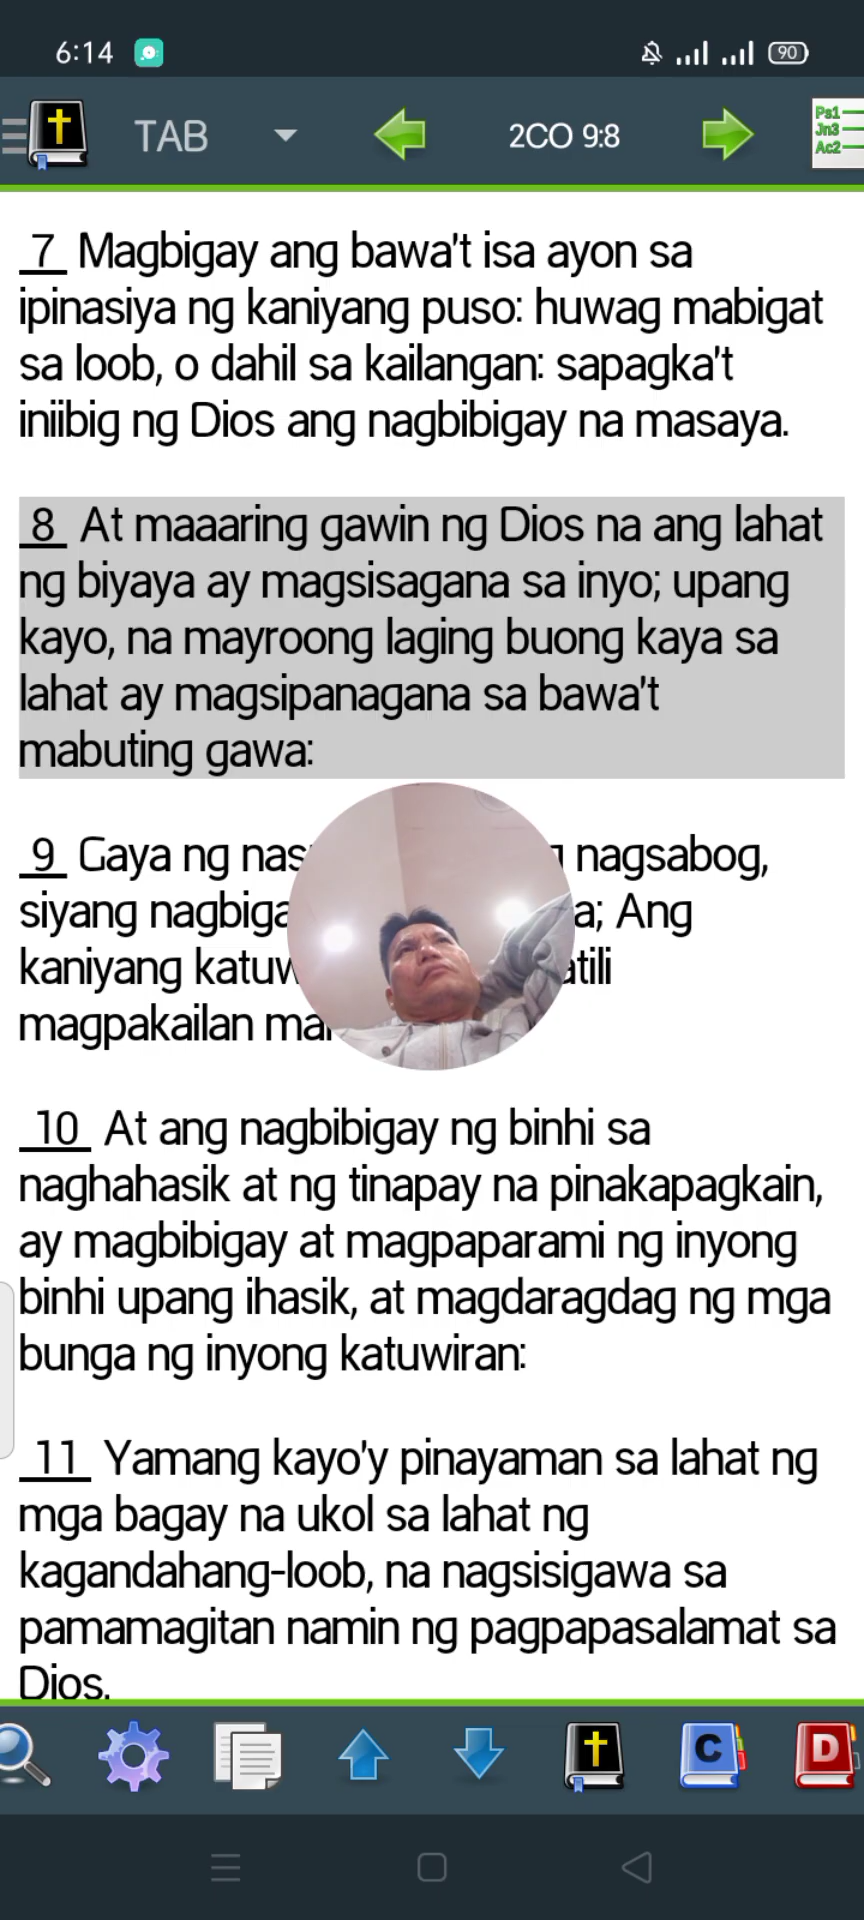 6:14 90
TAB 2CO 9:8 Ps1
Jn3
Ac2
7 Magbigay ang bawa't isa ayon sa
ipinasiya ng kaniyang puso: huwag mabigat
sa loob, o dahil sa kailangan: sapagka't
iniibig ng Dios ang nagbibigay na masaya.
8 At maaaring gawin ng Dios na ang lahat
ng biyaya ay magsisagana sa inyo; upang
kayo, na mayroong laging buong kaya sa
lahat ay magsipanagana sa bawa't
mabuting gawa:
9 Gaya ng nagsabog,
siyang Ang
kaniyang
magpakailan
10 At ang nagbibigay ng binhi sa
naghahasik at ng tinapay na pinakapagkain,
ay magbibigay at magpaparami ng inyong
binhi upang ihasik, at magdaragdag ng mga
bunga ng inyong katuwiran:
11 Yamang kayo'y pinayaman sa lahat ng
mga bagay na ukol sa lahat ng
kagandahang-loob, na nagsisigawa sa
pamamagitan namin ng pagpapasalamat sa
Dios.
C D